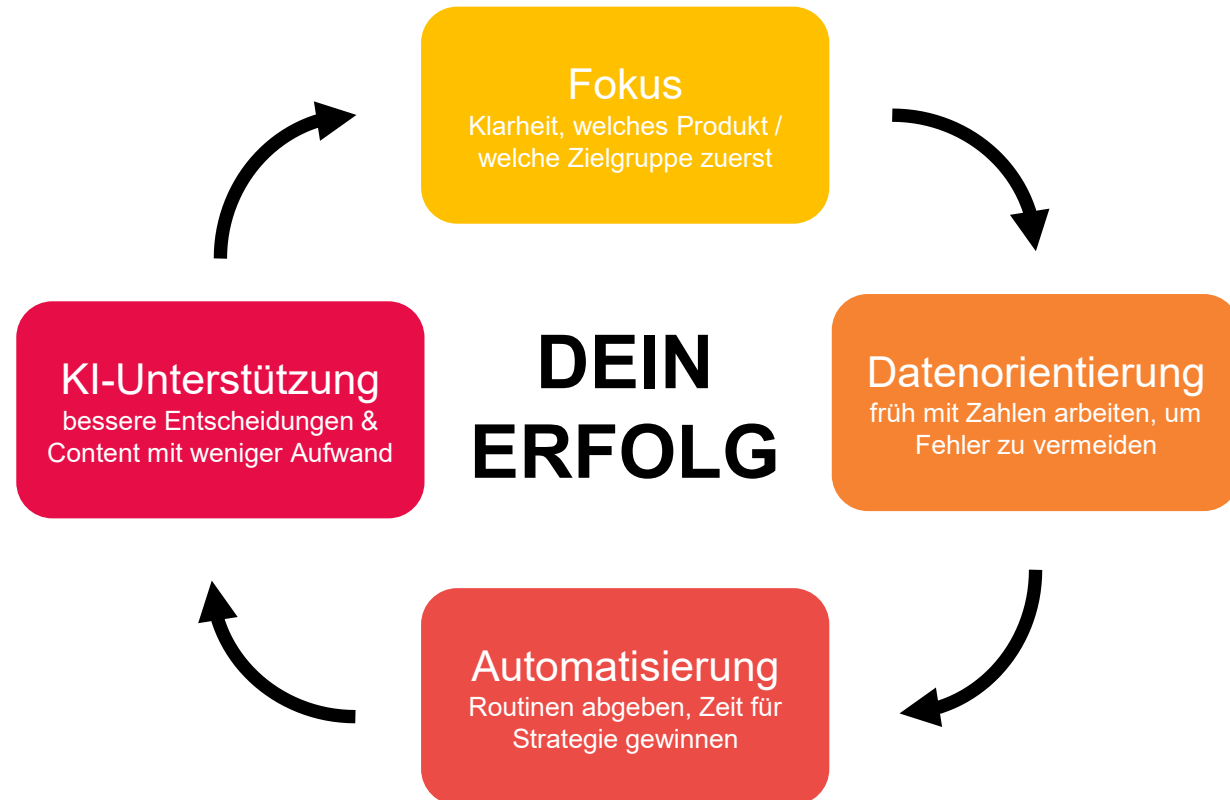 Fokus
Klarheit, welches Produkt /
welche Zielgruppe zuerst
KI-Unterstützung
bessere Entscheidungen &
Content mit weniger Aufwand
DEIN
ERFOLG
Datenorientierung
früh mit Zahlen arbeiten, um
Fehler zu vermeiden
Automatisierung
Routinen abgeben, Zeit für
Strategie gewinnen